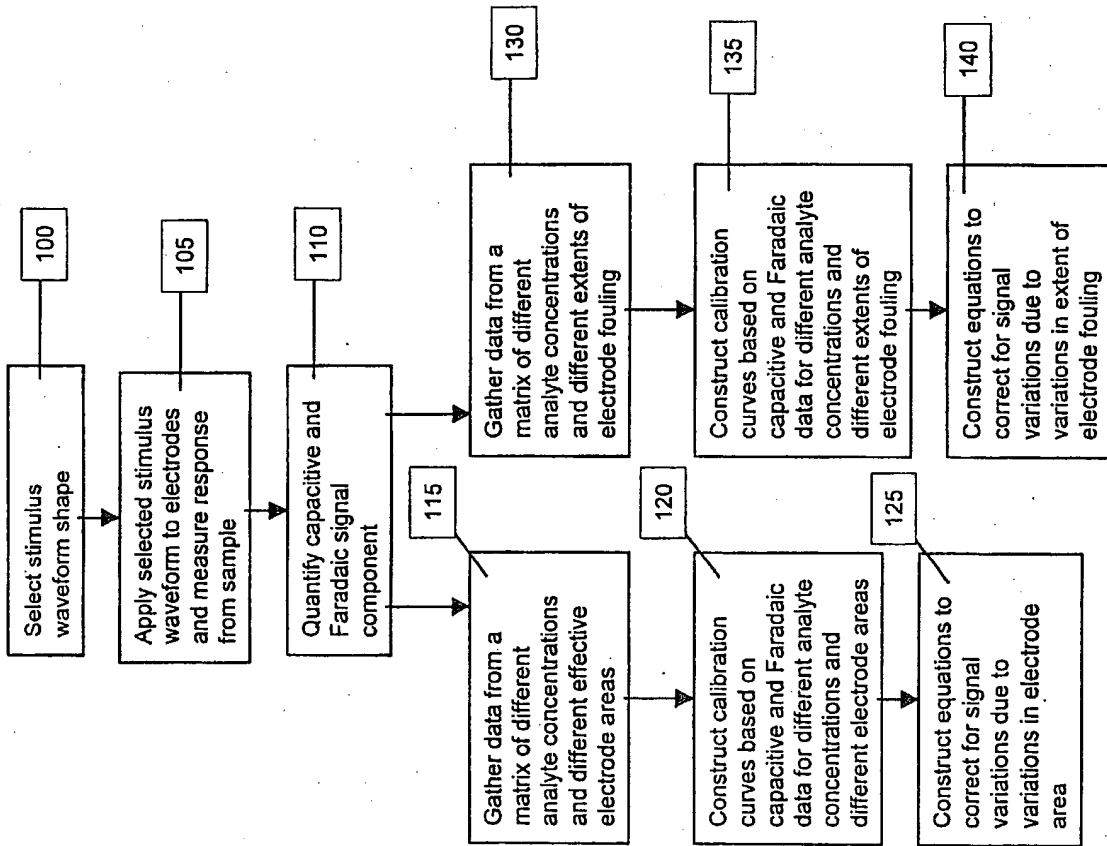 100
Select stimulus
waveform shape
105
Apply selected stimulus
waveform to electrodes
and measure response
from sample
110
Quantify capacitive and
Faradaic signal
component
115
Gather data from a
matrix of different
analyte concentrations
and different effective
electrode areas
120
Construct calibration
curves based on
capacitive and Faradaic
data for different analyte
concentrations and
different electrode areas
125
Construct equations to
correct for signal
variations due to
variations in electrode
area
130
Gather data from a
matrix of different
analyte concentrations
and different extents of
electrode fouling
135
Construct calibration
curves based on
capacitive and Faradaic
data for different analyte
concentrations and
different extents of
electrode fouling
140
Construct equations to
correct for signal
variations due to
variations in extent of
electrode fouling